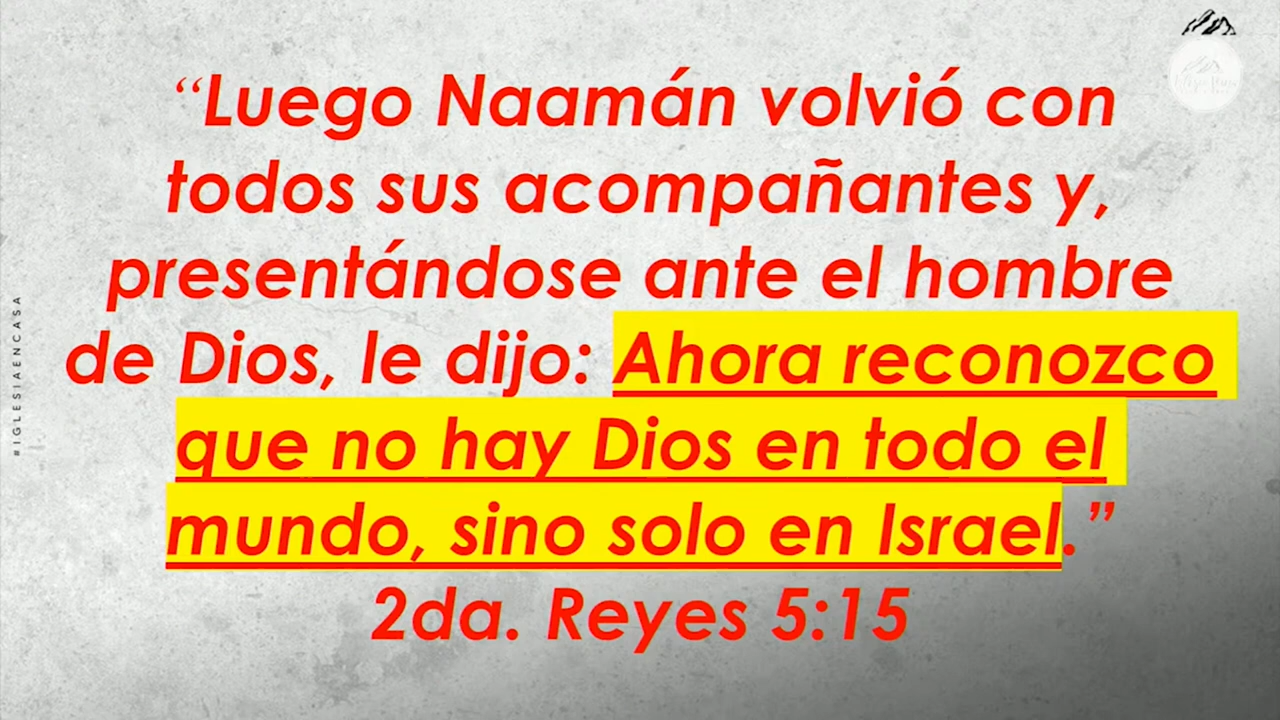 “Luego Naamán volvió con
todos sus acompañantes y,
presentándose ante el hombre
de Dios, le dijo: Ahora reconozco
que no hay Dios en todo el
mundo, sino solo en Israel.”
2da. Reyes 5:15
#IGLESIAENCASA